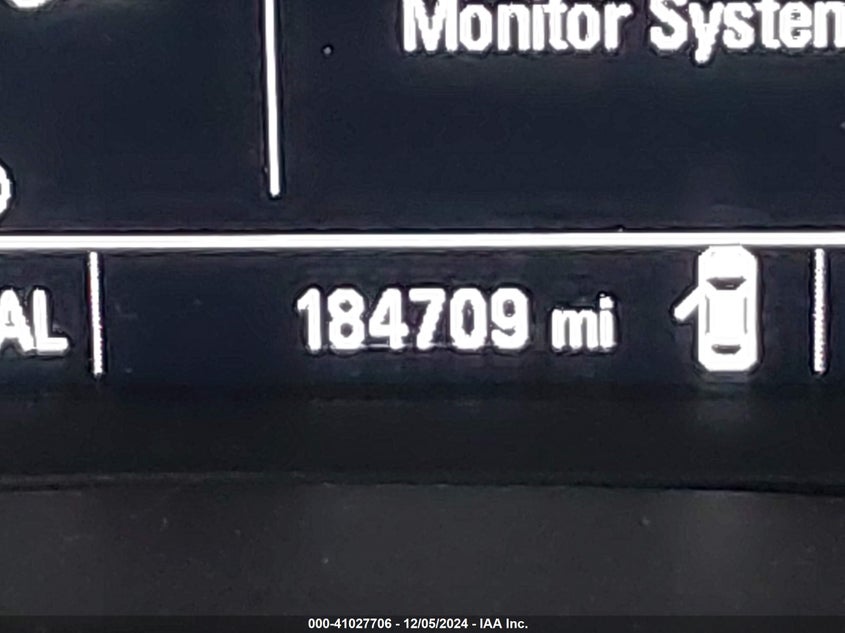 Monitor System
AL
184709 mi
000-41027706 - 12/05/2024 - IAA Inc.